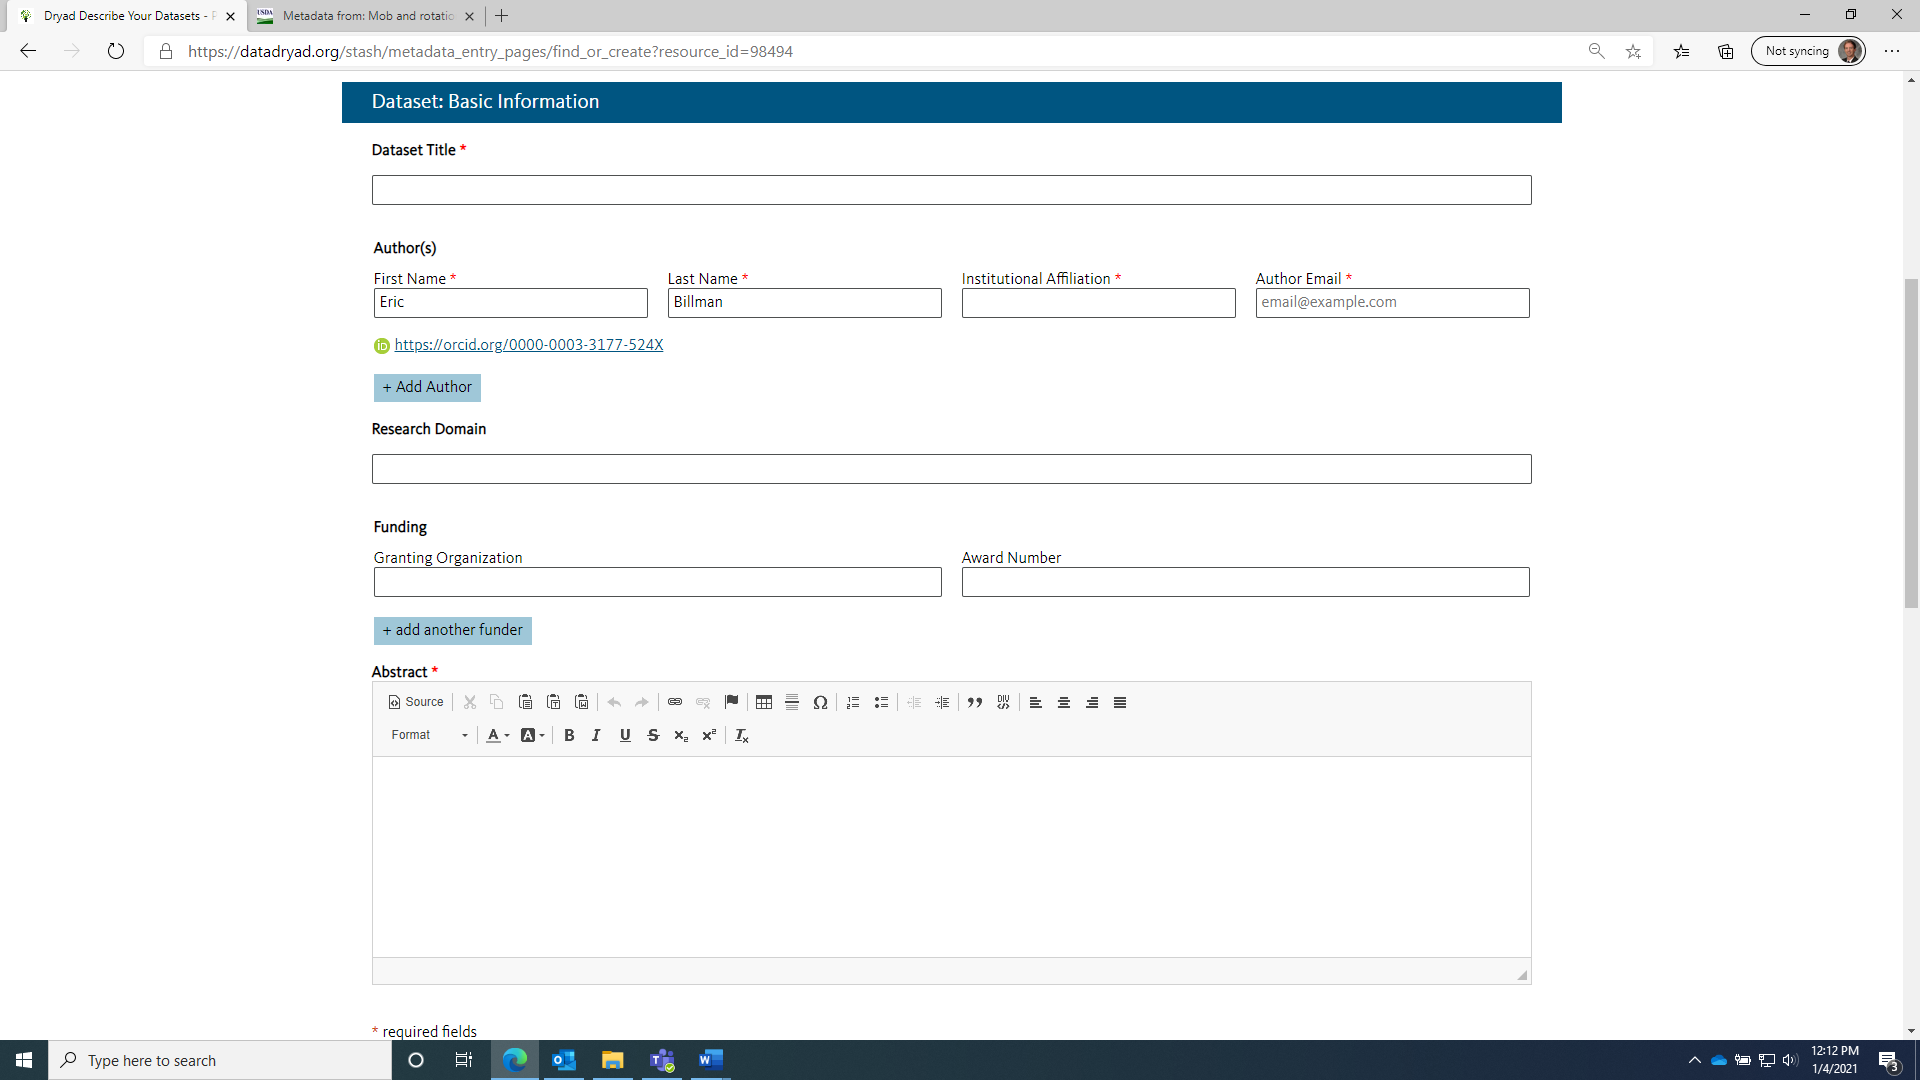 Dryad Describe Your Datasets - P
Metadata from: Mob and rotatio
https://datadryad.org/stash/metadata_entry_pages/find_or_create?resource_id=98494
Not syncing
Dataset: Basic Information
Dataset Title *
Author(s)
First Name * Last Name * Institutional Affiliation * Author Email *
Eric Billman email@example.com
iD https://orcid.org/0000-0003-3177-524X
+ Add Author
Research Domain
Funding
Granting Organization Award Number
+ add another funder
Abstract *
Source
Format
* required fields
Type here to search
12:12 PM
1/4/2021
3